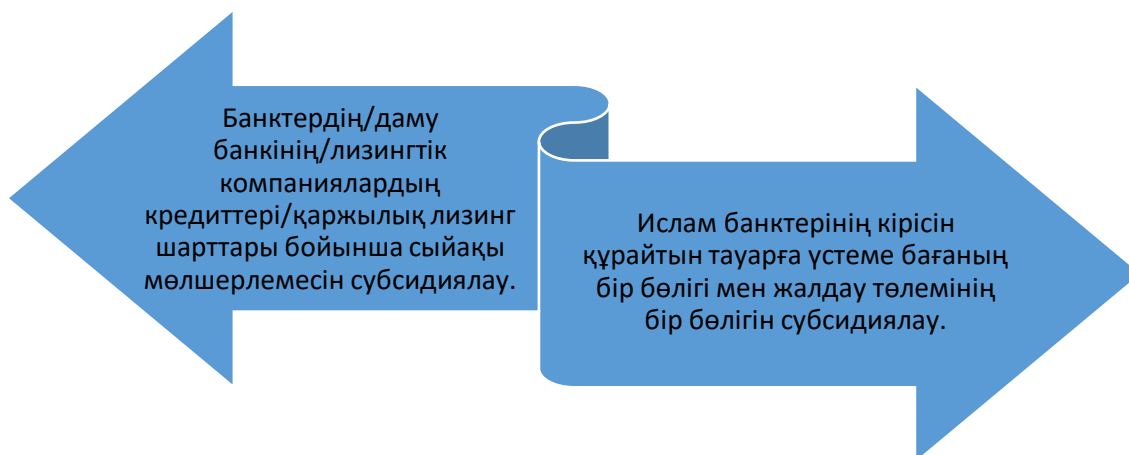 Банктердің/даму
банкінің/лизингтік
компаниялардың
кредиттері/қаржылық лизинг
шарттары бойынша сыйақы
мөлшерлемесін субсидиялау.
Ислам банктерінің кірісін
құрайтын тауарға үстеме бағаның
бір бөлігі мен жалдау төлемінің
бір бөлігін субсидиялау.